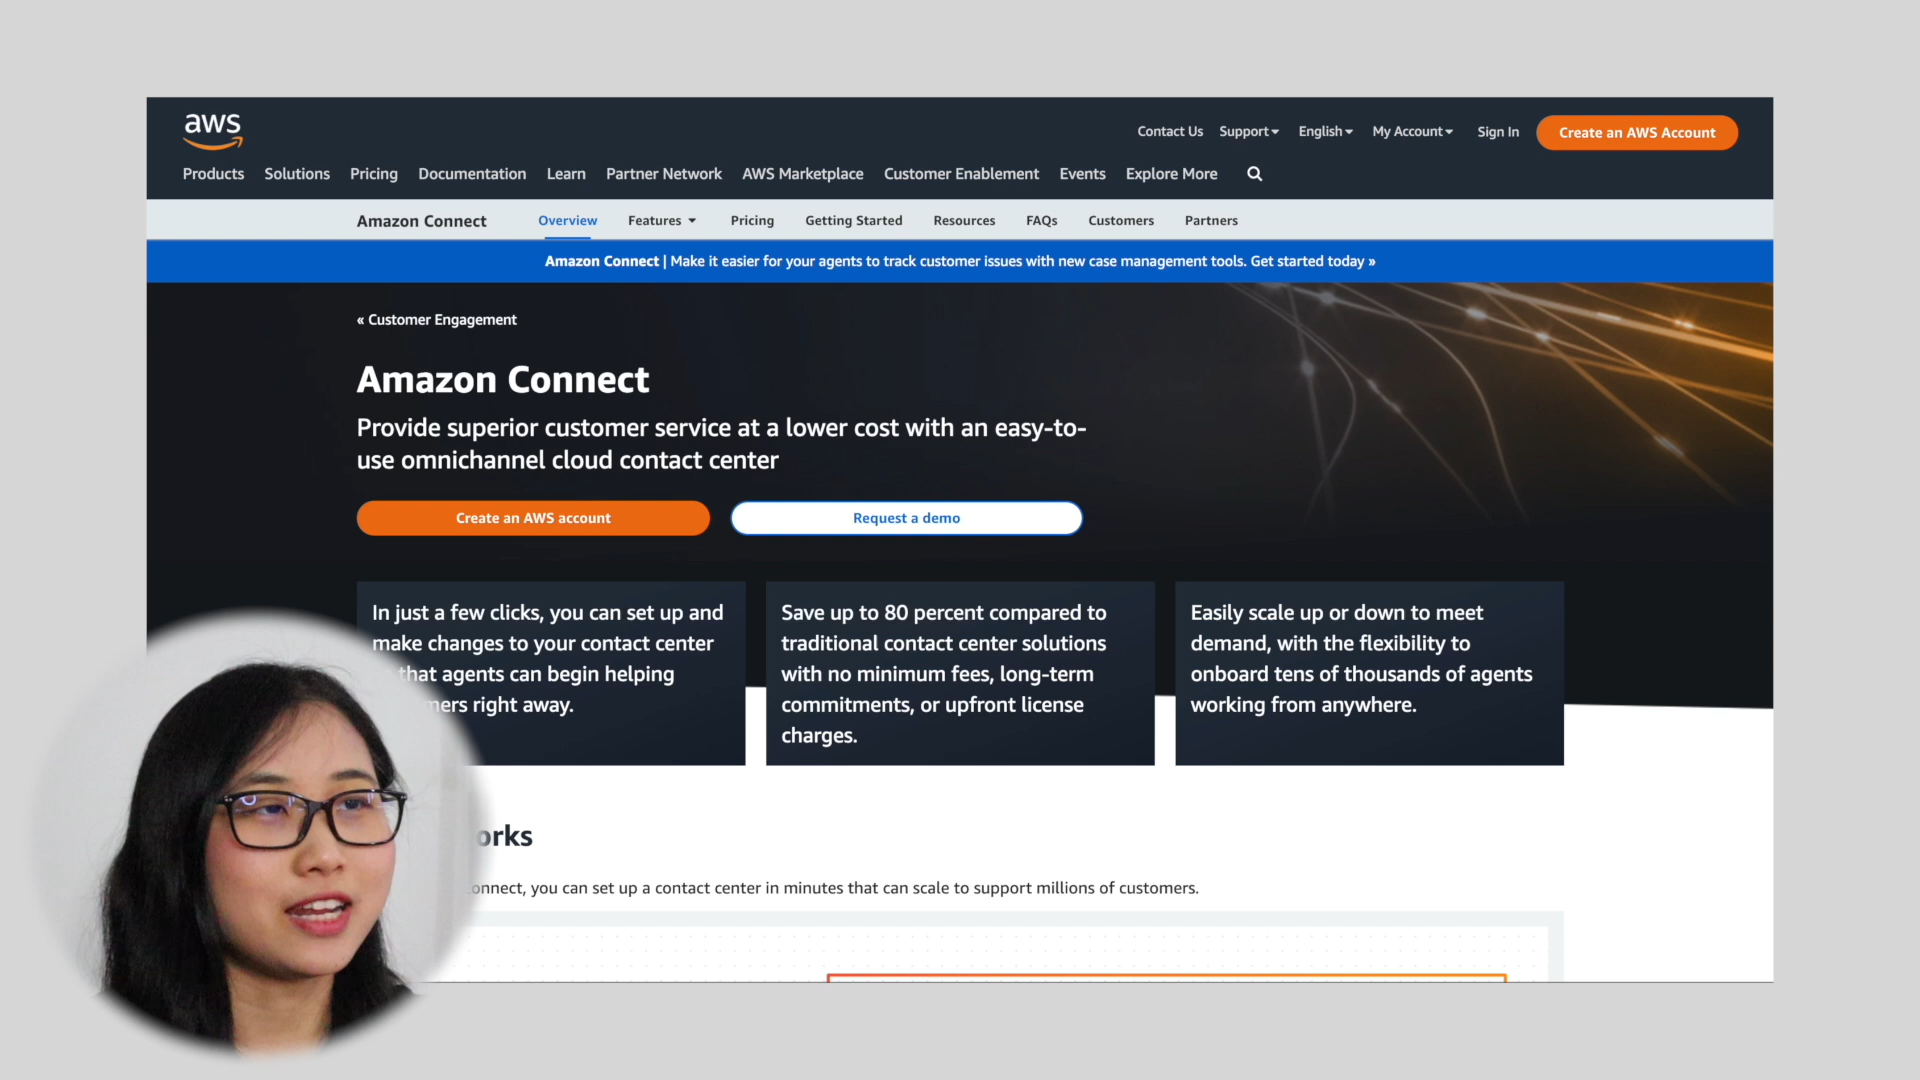 aws
Contact Us Support English My Account Sign In Create an AWS Account
Products Solutions Pricing Documentation Learn Partner Network AWS Marketplace Customer Enablement Events Explore More
Amazon Connect Overview Features Pricing Getting Started Resources FAQs Customers Partners
Amazon Connect | Make it easier for your agents to track customer issues with new case management tools. Get started today »
« Customer Engagement
Amazon Connect
Provide superior customer service at a lower cost with an easy-to-
use omnichannel cloud contact center
Create an AWS account Request a demo
In just a few clicks, you can set up and
make changes to your contact center
that agents can begin helping
right away.
Save up to 80 percent compared to
traditional contact center solutions
with no minimum fees, long-term
commitments, or upfront license
charges.
Easily scale up or down to meet
demand, with the flexibility to
onboard tens of thousands of agents
working from anywhere.
you can set up a contact center in minutes that can scale to support millions of customers.